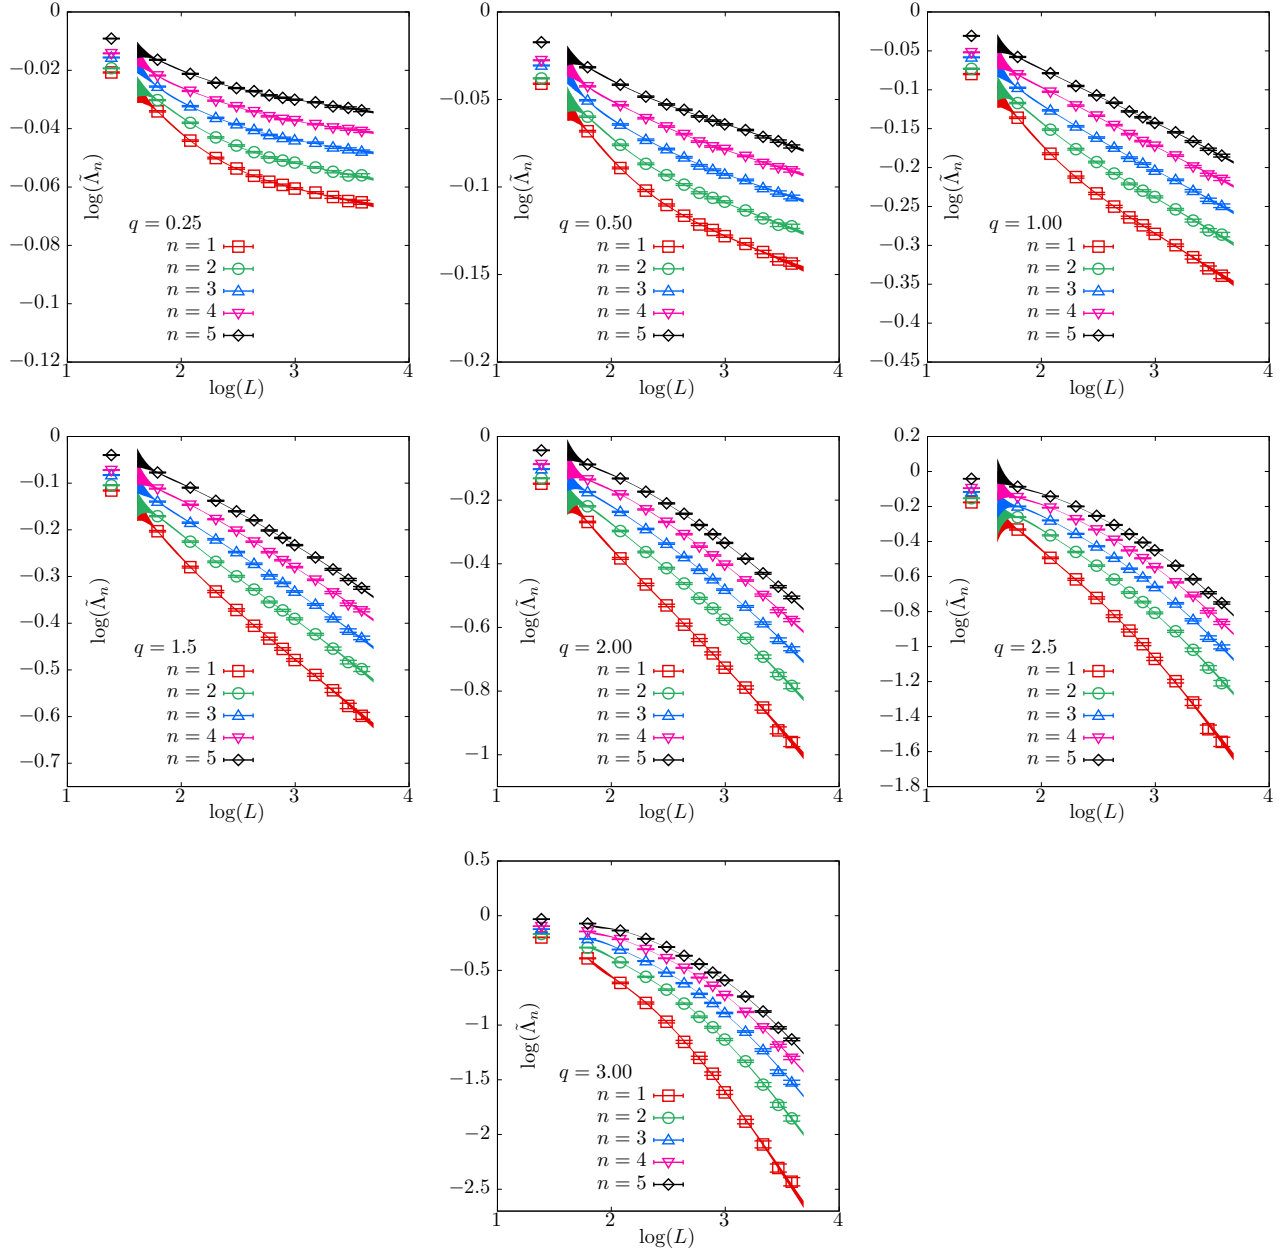 0
−0.02
−0.04
−0.06
−0.08
−0.1
−0.12
1 2 3 4
log(L)
log(Λ̃ₙ)
q = 0.25
n = 1
n = 2
n = 3
n = 4
n = 5
0
−0.05
−0.1
−0.15
−0.2
1 2 3 4
log(L)
log(Λ̃ₙ)
q = 0.50
n = 1
n = 2
n = 3
n = 4
n = 5
0
−0.05
−0.1
−0.15
−0.2
−0.25
−0.3
−0.35
−0.4
−0.45
1 2 3 4
log(L)
log(Λ̃ₙ)
q = 1.00
n = 1
n = 2
n = 3
n = 4
n = 5
0
−0.1
−0.2
−0.3
−0.4
−0.5
−0.6
−0.7
1 2 3 4
log(L)
log(Λ̃ₙ)
q = 1.5
n = 1
n = 2
n = 3
n = 4
n = 5
0
−0.2
−0.4
−0.6
−0.8
−1
1 2 3 4
log(L)
log(Λ̃ₙ)
q = 2.00
n = 1
n = 2
n = 3
n = 4
n = 5
0.2
0
−0.2
−0.4
−0.6
−0.8
−1
−1.2
−1.4
−1.6
−1.8
1 2 3 4
log(L)
log(Λ̃ₙ)
q = 2.5
n = 1
n = 2
n = 3
n = 4
n = 5
0.5
0
−0.5
−1
−1.5
−2
−2.5
1 2 3 4
log(L)
log(Λ̃ₙ)
q = 3.00
n = 1
n = 2
n = 3
n = 4
n = 5